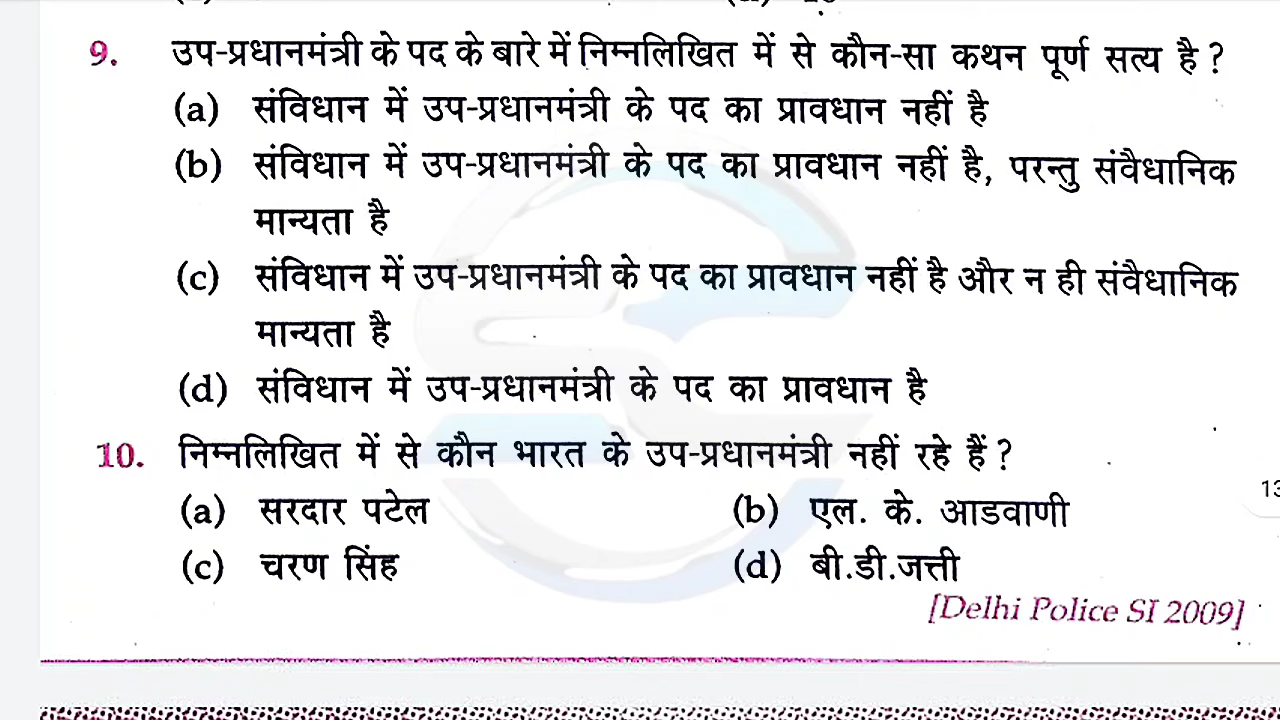 9. उप-प्रधानमंत्री के पद के बारे में निम्नलिखित में से कौन-सा कथन पूर्ण सत्य है ?
(a) संविधान में उप-प्रधानमंत्री के पद का प्रावधान नहीं है
(b) संविधान में उप-प्रधानमंत्री के पद का प्रावधान नहीं है, परन्तु संवैधानिक
मान्यता है
(c) संविधान में उप-प्रधानमंत्री के पद का प्रावधान नहीं है और न ही संवैधानिक
मान्यता है
(d) संविधान में उप-प्रधानमंत्री के पद का प्रावधान है
10. निम्नलिखित में से कौन भारत के उप-प्रधानमंत्री नहीं रहे हैं ?
(a) सरदार पटेल (b) एल. के. आडवाणी
13
(c) चरण सिंह (d) बी.डी.जत्ती
[Delhi Police SI 2009]